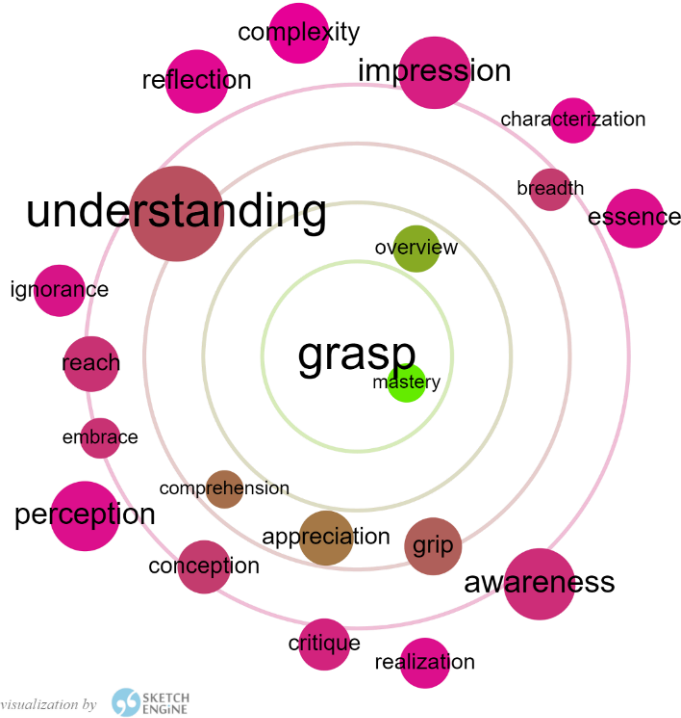 complexity
reflection
impression
characterization
breadth
understanding
essence
overview
ignorance
grasp
reach
mastery
embrace
comprehension
perception
appreciation
grip
conception
awareness
critique
realization
visualization by
SKETCH
ENGINE